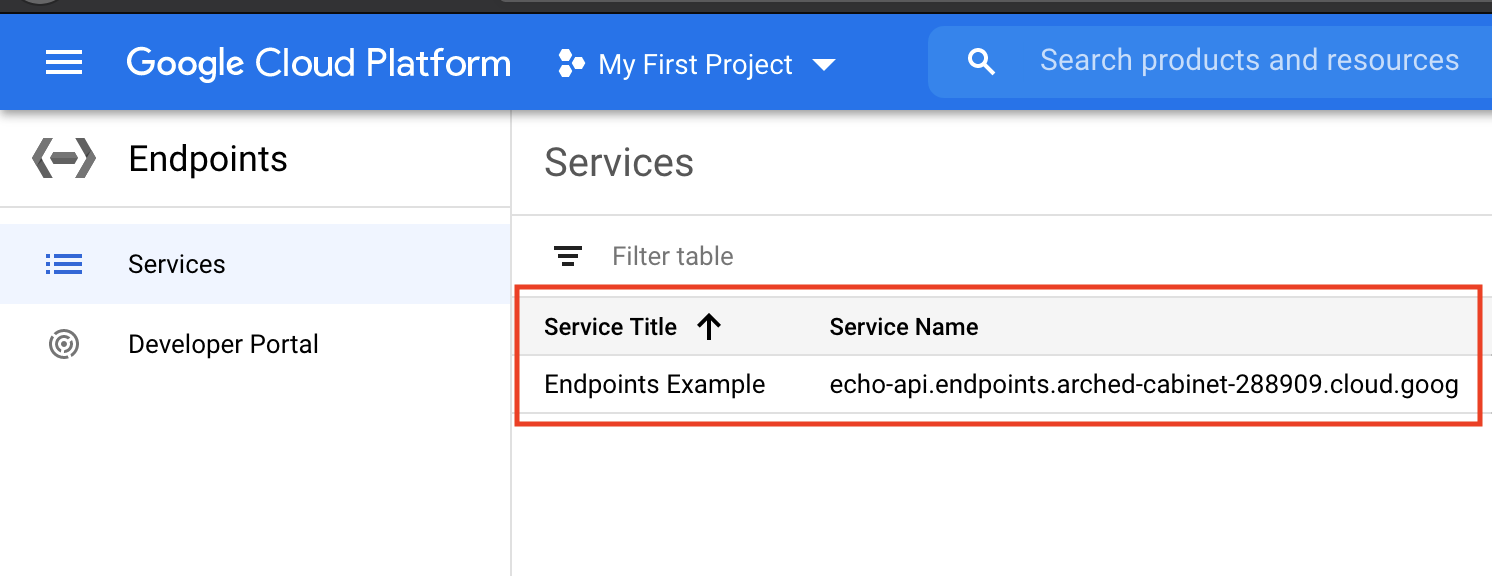 Google Cloud Platform My First Project Search products and resources
Endpoints
Services
Developer Portal
Services
Filter table
Service Title Service Name
Endpoints Example echo-api.endpoints.arched-cabinet-288909.cloud.goog